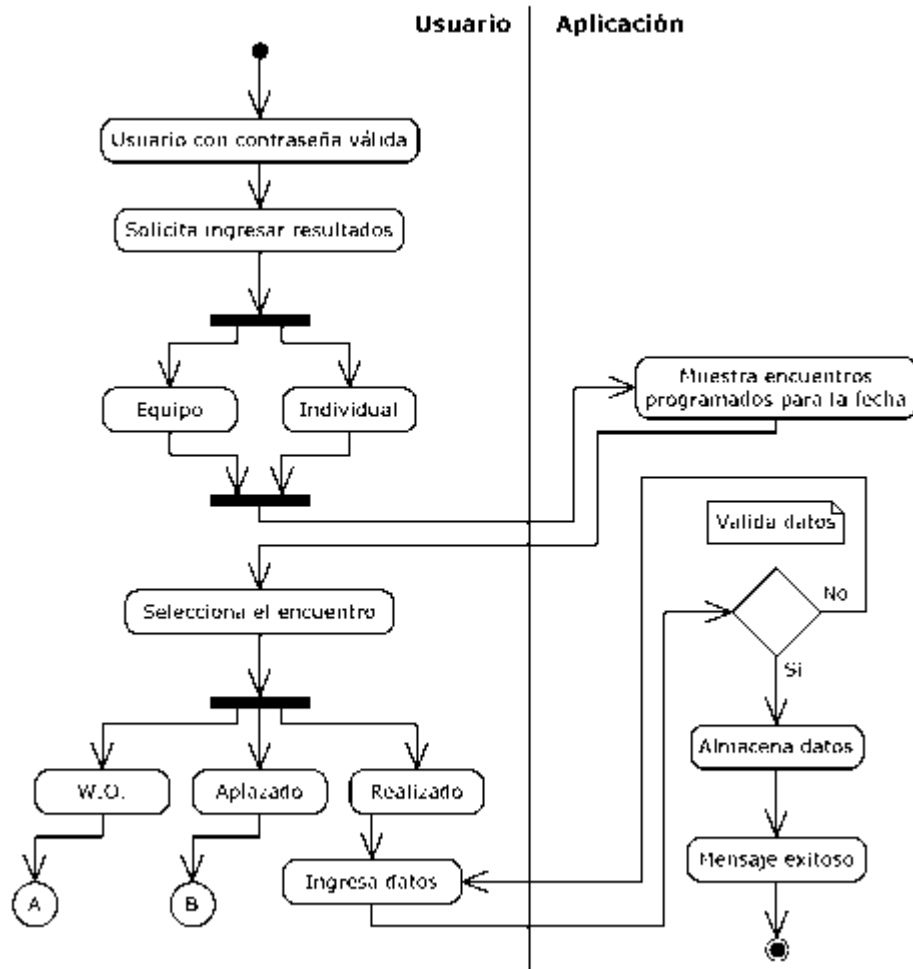 Usuario
Aplicación
Usuario con contraseña válida
Solicita ingresar resultados
Equipo
Individual
Muestra encuentros
programados para la fecha
Valida datos
Selecciona el encuentro
No
Si
W.O.
Aplazado
Realizado
Almacena datos
A
B
Ingresa datos
Mensaje exitoso